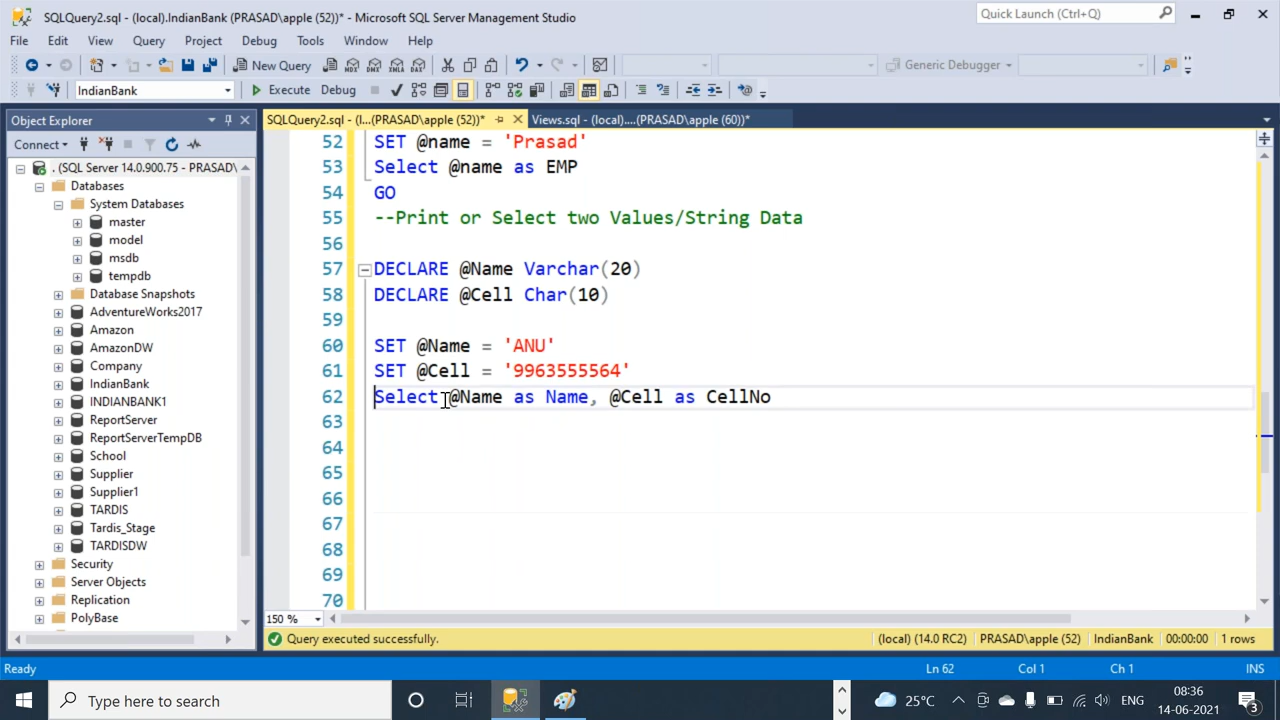 SQLQuery2.sql - (local).IndianBank (PRASAD\apple (52))* - Microsoft SQL Server Management Studio
Quick Launch (Ctrl+Q)
File Edit View Query Project Debug Tools Window Help
New Query
MDX DMX XMLA DAX
Generic Debugger
IndianBank
Execute Debug
Object Explorer
SQLQuery2.sql - (l...(PRASAD\apple (52))*
Views.sql - (local)....(PRASAD\apple (60))*
Connect
. (SQL Server 14.0.900.75 - PRASAD\
Databases
System Databases
master
model
msdb
tempdb
Database Snapshots
AdventureWorks2017
Amazon
AmazonDW
Company
IndianBank
INDIANBANK1
ReportServer
ReportServerTempDB
School
Supplier
Supplier1
TARDIS
Tardis_Stage
TARDISDW
Security
Server Objects
Replication
PolyBase
52 SET @name = 'Prasad'
53 Select @name as EMP
54 GO
55 --Print or Select two Values/String Data
56
57 DECLARE @Name Varchar(20)
58 DECLARE @Cell Char(10)
59
60 SET @Name = 'ANU'
61 SET @Cell = '9963555564'
62 Select @Name as Name, @Cell as CellNo
63
64
65
66
67
68
69
70
150 %
Query executed successfully.
(local) (14.0 RC2) PRASAD\apple (52) IndianBank 00:00:00 1 rows
Ready
Ln 62 Col 1 Ch 1 INS
Type here to search
25°C
ENG
08:36
14-06-2021
3